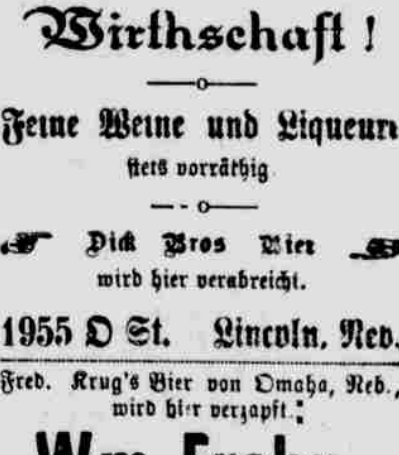 Wirthschaft!
Feine Weine und Liqueure
stets vorräthig
Dick Bros Bier
wird hier verabreicht.
1955 O St. Lincoln, Neb.
Fred. Krug's Bier von Omaha, Neb.,
wird hier verzapft.